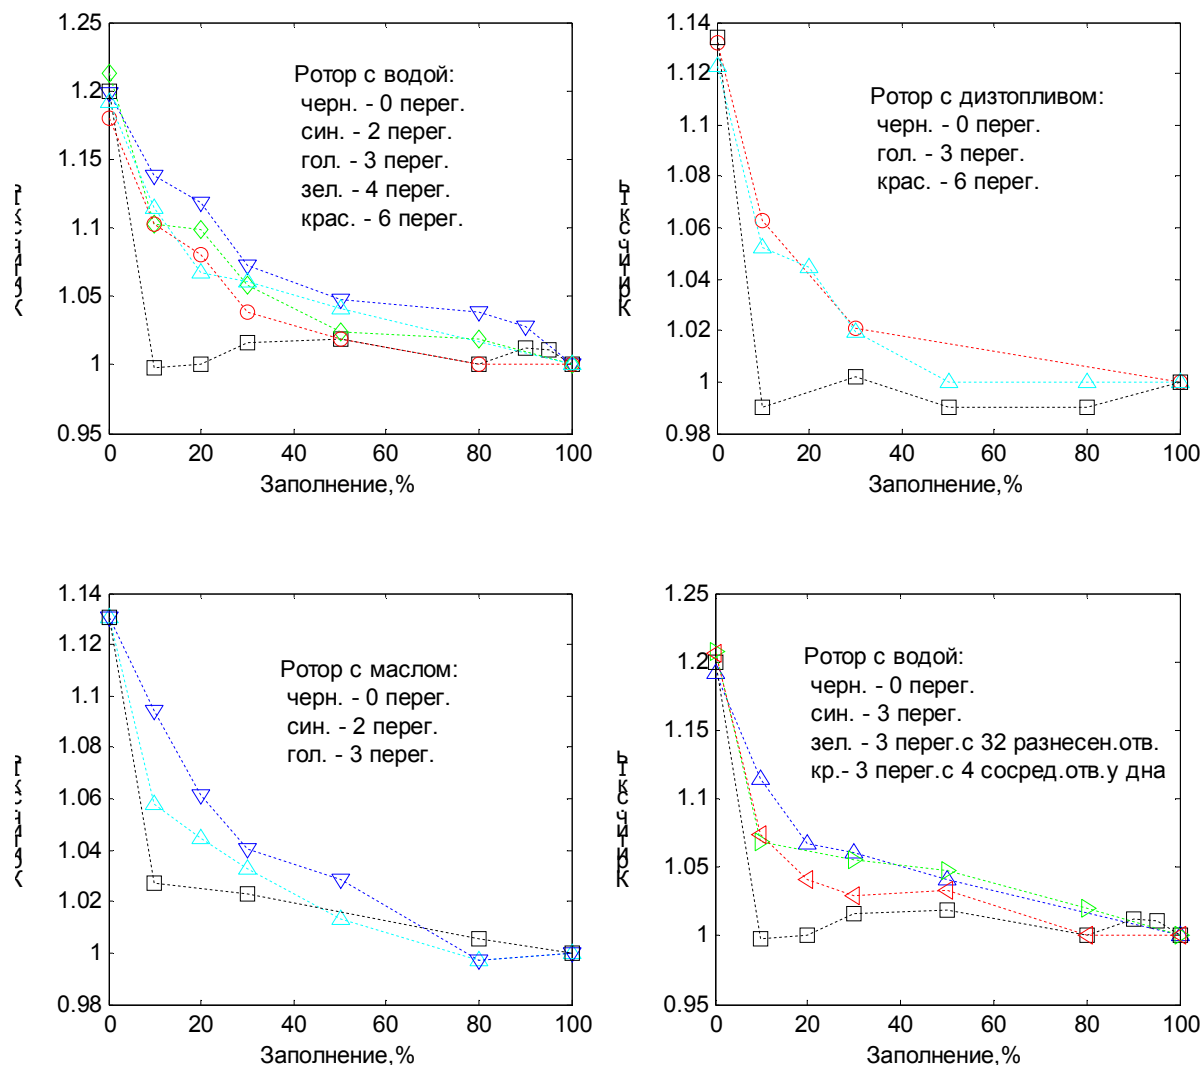 1.25
1.2
1.15
1.1
1.05
1
0.95
Ротор с водой:
черн. - 0 перег.
син. - 2 перег.
гол. - 3 перег.
зел. - 4 перег.
крас. - 6 перег.
0 20 40 60 80 100
Заполнение,%
1.14
1.12
1.1
1.08
1.06
1.04
1.02
1
0.98
Ротор с дизтопливом:
черн. - 0 перег.
гол. - 3 перег.
крас. - 6 перег.
0 20 40 60 80 100
Заполнение,%
1.14
1.12
1.1
1.08
1.06
1.04
1.02
1
0.98
Ротор с маслом:
черн. - 0 перег.
син. - 2 перег.
гол. - 3 перег.
0 20 40 60 80 100
Заполнение,%
1.25
1.2
1.15
1.1
1.05
1
0.95
Ротор с водой:
черн. - 0 перег.
син. - 3 перег.
зел. - 3 перег.с 32 разнесен.отв.
кр.- 3 перег.с 4 сосред.отв.у дна
0 20 40 60 80 100
Заполнение,%